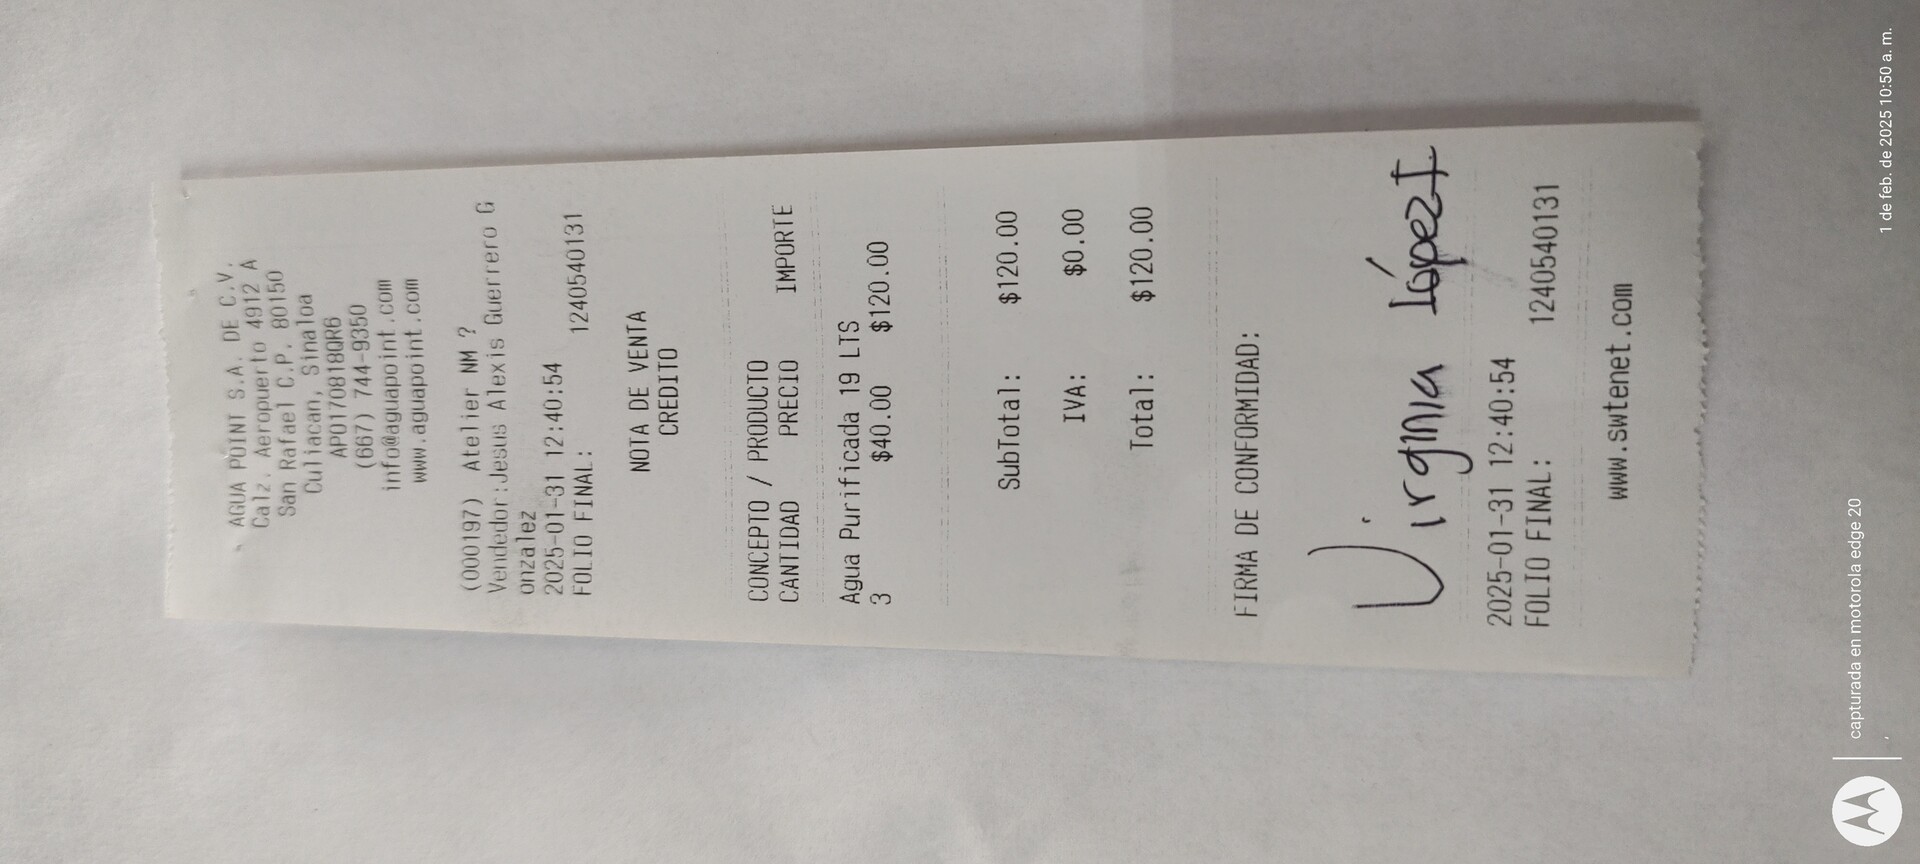 AGUA POINT S.A. DE C.V.
Calz. Aeropuerto 4912 A
San Rafael C.P. 80150
Culiacan, Sinaloa
APO170818QR6
(667) 744-9350
info@aguapoint.com
www.aguapoint.com
(000197) Atelier NM ?
Vendedor:Jesus Alexis Guerrero G
onzalez
2025-01-31 12:40:54
FOLIO FINAL: 1240540131
NOTA DE VENTA
CREDITO
CONCEPTO / PRODUCTO
CANTIDAD PRECIO IMPORTE
Agua Purificada 19 LTS
3 $40.00 $120.00
SubTotal: $120.00
IVA: $0.00
Total: $120.00
FIRMA DE CONFORMIDAD:
Virginia López I.
2025-01-31 12:40:54
FOLIO FINAL: 1240540131
www.swtenet.com
capturada en motorola edge 20
1 de feb. de 2025 10:50 a. m.